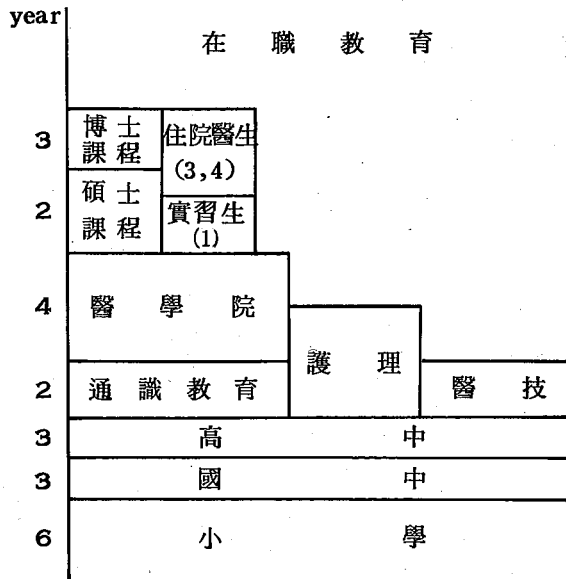 year
在職教育
3
博士
課程
住院醫生
(3,4)
2
碩士
課程
實習生
(1)
4
醫學院
護理
2
通識教育
醫技
3
高中
3
國中
6
小學